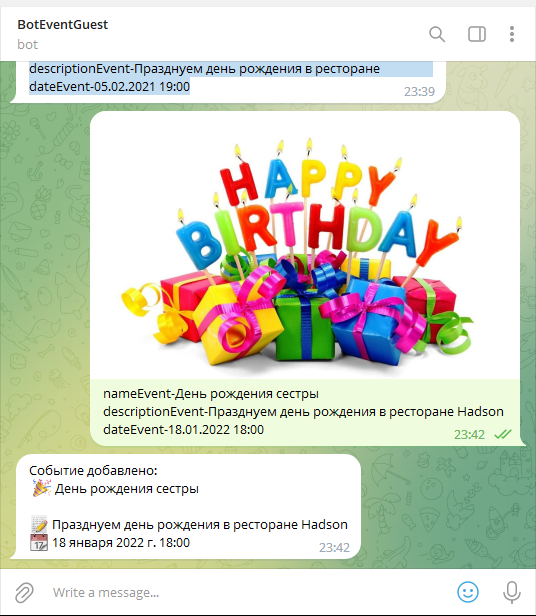 BotEventGuest
bot
descriptionEvent-Празднуем день рождения в ресторане
dateEvent-05.02.2021 19:00
23:39
HAPPY
BIRTHDAY
nameEvent-День рождения сестры
descriptionEvent-Празднуем день рождения в ресторане Hadson
dateEvent-18.01.2022 18:00
23:42
Событие добавлено:
🎉 День рождения сестры
📝 Празднуем день рождения в ресторане Hadson
📆 18 января 2022 г. 18:00
23:42
Write a message...